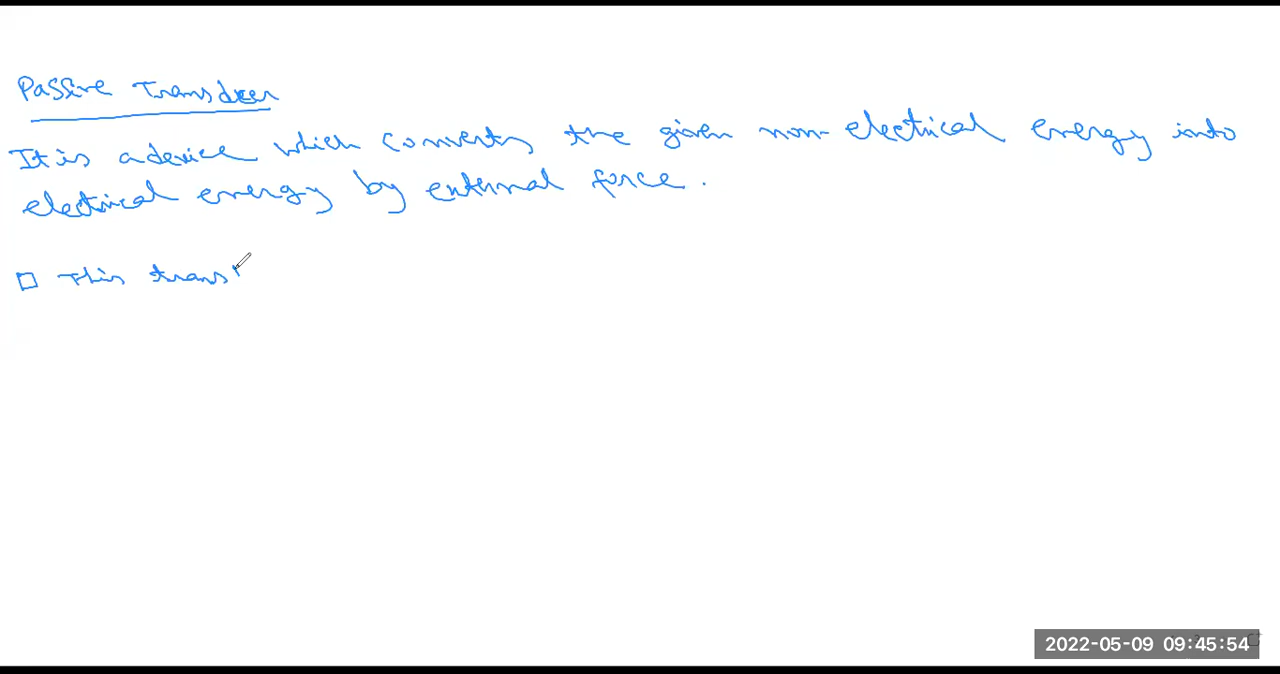 Passive Transducer
It is a device which converts the given non-electrical energy into
electrical energy by external force.
□ This trans
2022-05-09 09:45:54